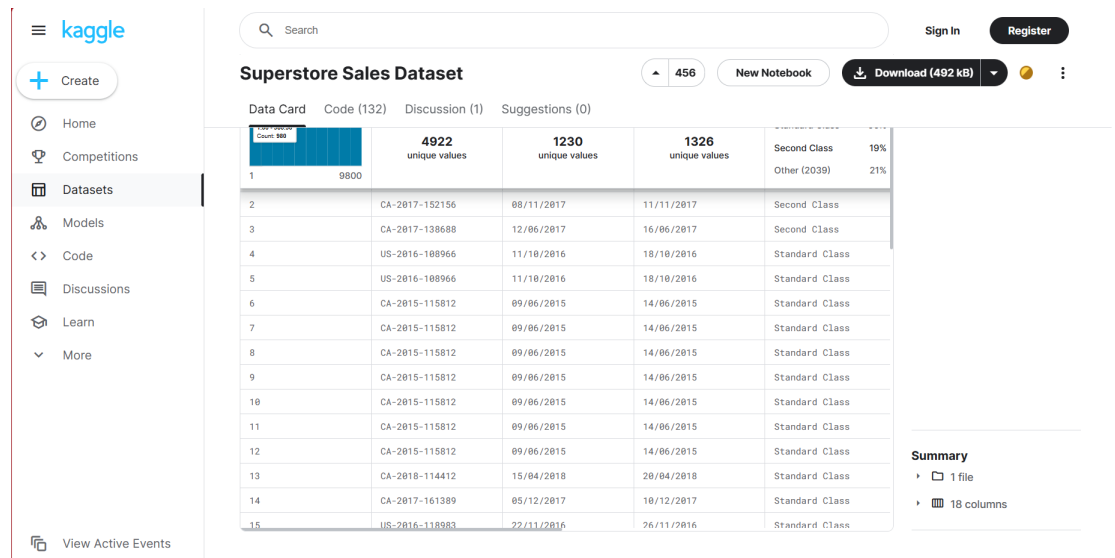 kaggle
Search
Sign In
Register
Create
Home
Competitions
Datasets
Models
Code
Discussions
Learn
More
View Active Events
Superstore Sales Dataset
456
New Notebook
Download (492 kB)
Data Card Code (132) Discussion (1) Suggestions (0)
Count: 980
1 9800
4922
unique values
1230
unique values
1326
unique values
Second Class 19%
Other (2039) 21%
2 CA-2017-152156 08/11/2017 11/11/2017 Second Class
3 CA-2017-138688 12/06/2017 16/06/2017 Second Class
4 US-2016-108966 11/10/2016 18/10/2016 Standard Class
5 US-2016-108966 11/10/2016 18/10/2016 Standard Class
6 CA-2015-115812 09/06/2015 14/06/2015 Standard Class
7 CA-2015-115812 09/06/2015 14/06/2015 Standard Class
8 CA-2015-115812 09/06/2015 14/06/2015 Standard Class
9 CA-2015-115812 09/06/2015 14/06/2015 Standard Class
10 CA-2015-115812 09/06/2015 14/06/2015 Standard Class
11 CA-2015-115812 09/06/2015 14/06/2015 Standard Class
12 CA-2015-115812 09/06/2015 14/06/2015 Standard Class
13 CA-2018-114412 15/04/2018 20/04/2018 Standard Class
14 CA-2017-161389 05/12/2017 10/12/2017 Standard Class
15 US-2016-118983 22/11/2016 26/11/2016 Standard Class
Summary
1 file
18 columns